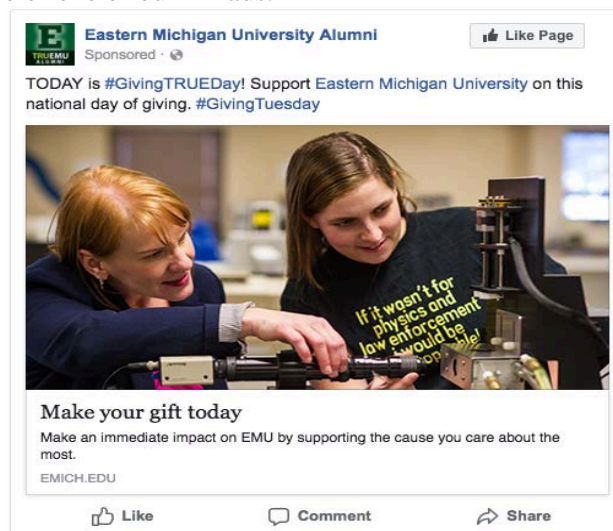 E
TRUEMU
ALUMNI
Eastern Michigan University Alumni
Sponsored ·
Like Page
TODAY is #GivingTRUEDay! Support Eastern Michigan University on this
national day of giving. #GivingTuesday
If it wasn't for
physics and
law enforcement
I would be
Make your gift today
Make an immediate impact on EMU by supporting the cause you care about the
most.
EMICH.EDU
Like
Comment
Share